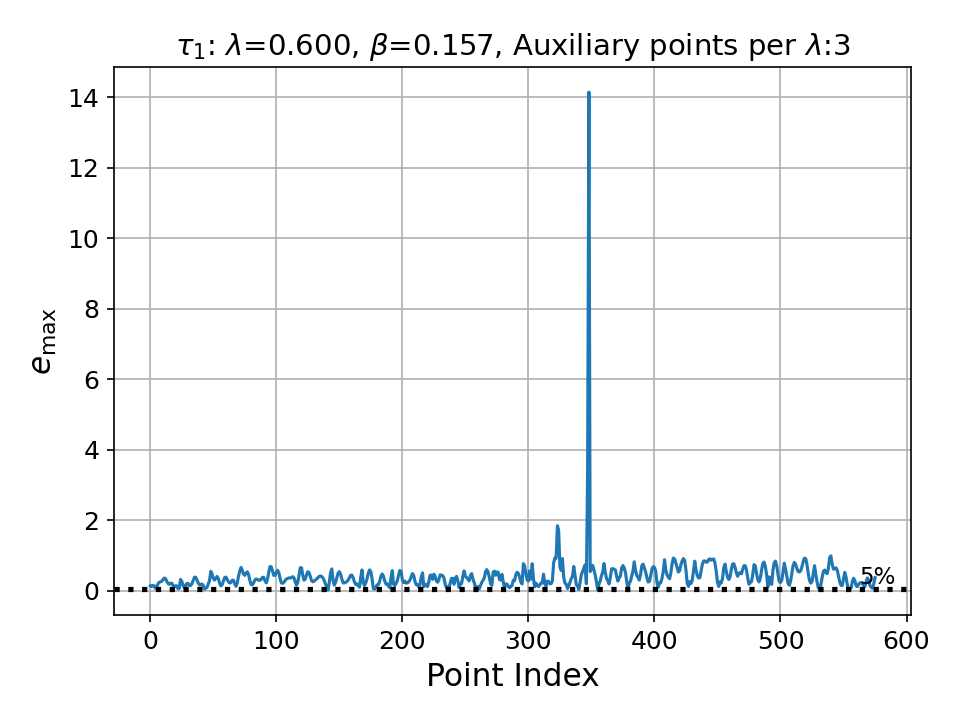 τ₁: λ=0.600, β=0.157, Auxiliary points per λ:3
14
12
10
8
6
4
2
0
e_max
5%
0 100 200 300 400 500 600
Point Index